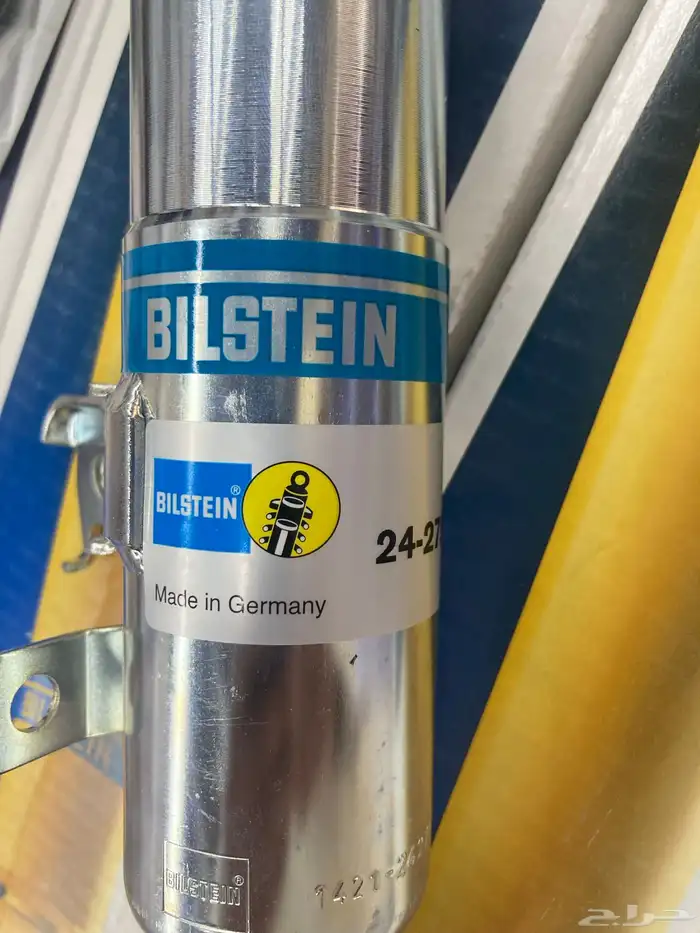 BILSTEIN
BILSTEIN®
24-27
Made in Germany
BILSTEIN®
حراج